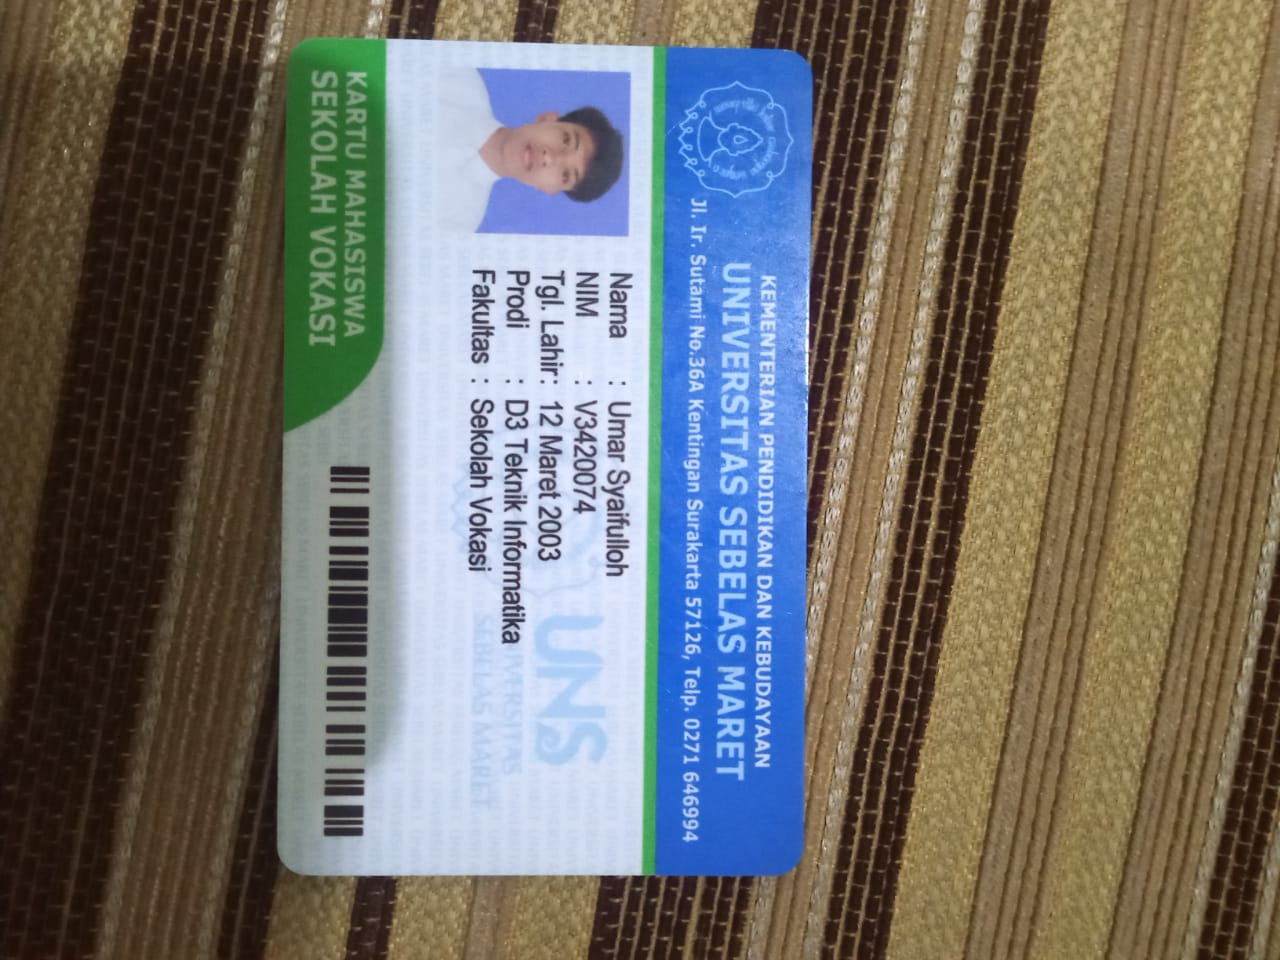 KEMENTERIAN PENDIDIKAN DAN KEBUDAYAAN
UNIVERSITAS SEBELAS MARET
Jl. Ir. Sutami No.36A Kentingan Surakarta 57126, Telp. 0271 646994
Nama : Umar Syaifulloh
NIM : V3420074
Tgl. Lahir : 12 Maret 2003
Prodi : D3 Teknik Informatika
Fakultas : Sekolah Vokasi
UNS
UNIVERSITAS
SEBELAS MARET
KARTU MAHASISWA
SEKOLAH VOKASI